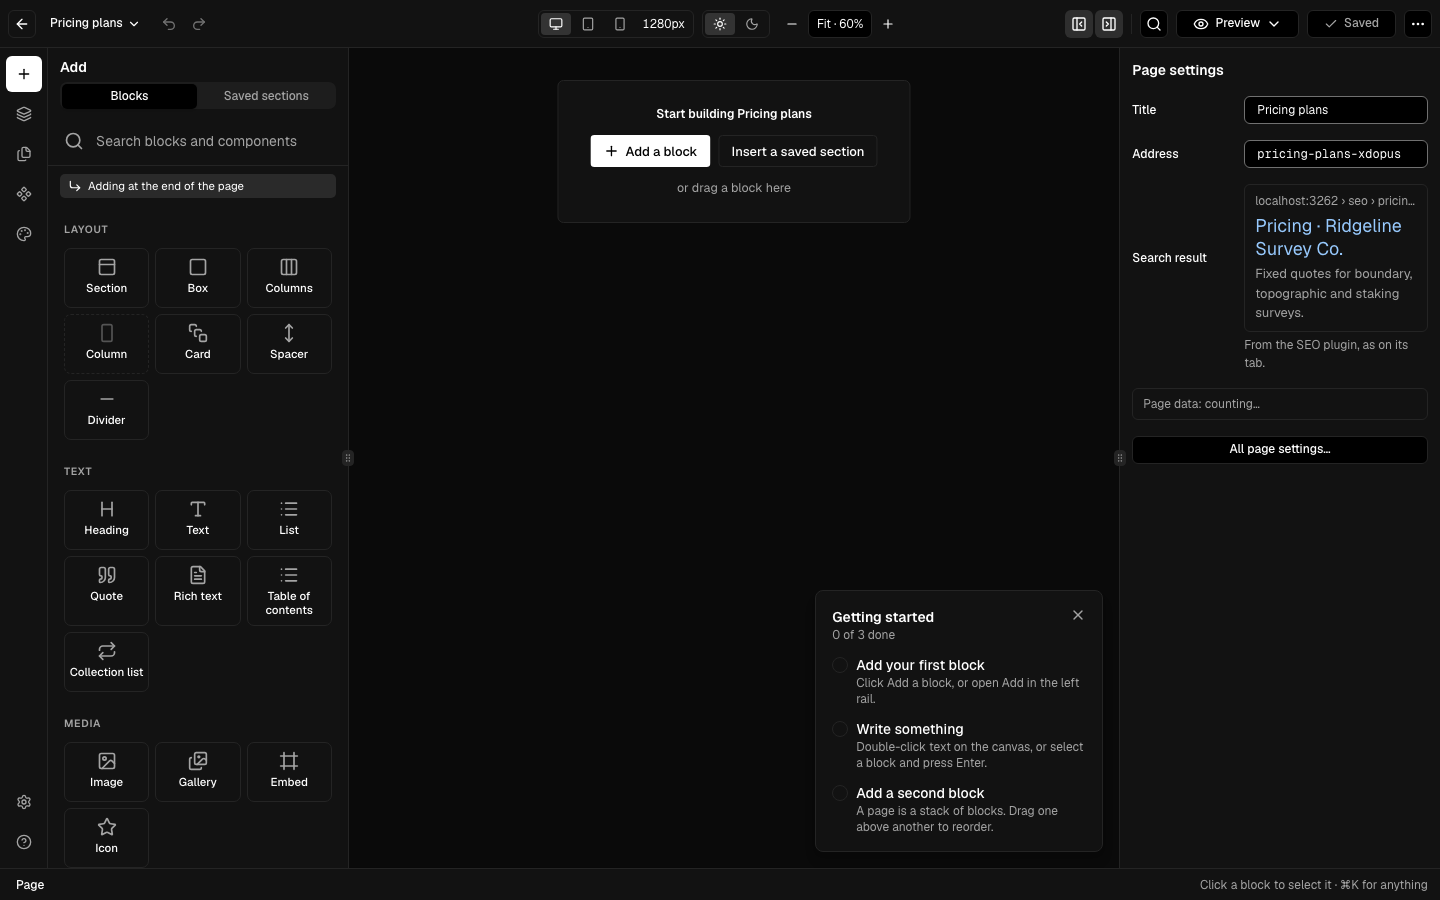 Pricing plans
1280px
Fit · 60%
Preview
Saved
Add
Blocks
Saved sections
Search blocks and components
Adding at the end of the page
LAYOUT
Section
Box
Columns
Column
Card
Spacer
Divider
TEXT
Heading
Text
List
Quote
Rich text
Table of
contents
Collection list
MEDIA
Image
Gallery
Embed
Icon
Start building Pricing plans
Add a block
Insert a saved section
or drag a block here
Getting started
0 of 3 done
Add your first block
Click Add a block, or open Add in the left
rail.
Write something
Double-click text on the canvas, or select
a block and press Enter.
Add a second block
A page is a stack of blocks. Drag one
above another to reorder.
Page settings
Title
Pricing plans
Address
pricing-plans-xdopus
Search result
localhost:3262 › seo › pricin…
Pricing · Ridgeline
Survey Co.
Fixed quotes for boundary,
topographic and staking
surveys.
From the SEO plugin, as on its
tab.
Page data: counting…
All page settings…
Page
Click a block to select it · ⌘K for anything